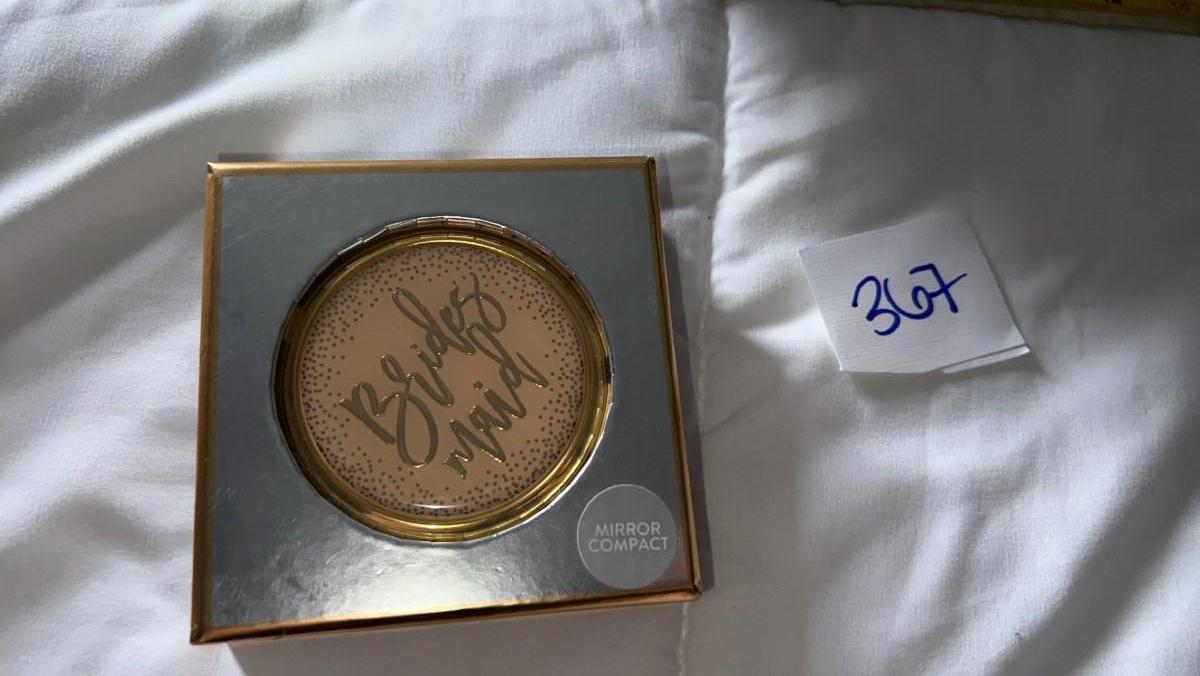 Brides
maid
MIRROR
COMPACT
367